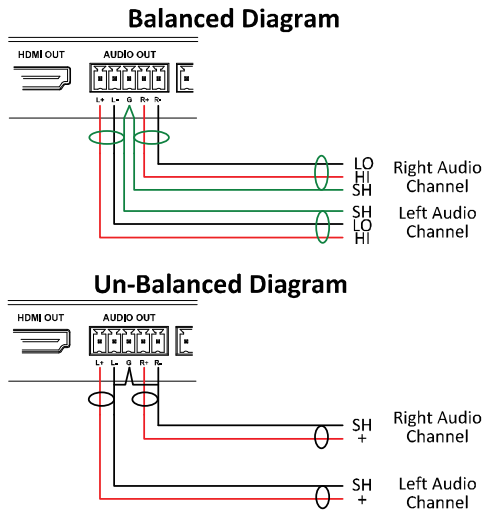 Balanced Diagram
HDMI OUT
AUDIO OUT
L+ L- G R+ R-
LO
HI
SH
Right Audio
Channel
SH
LO
HI
Left Audio
Channel
Un-Balanced Diagram
HDMI OUT
AUDIO OUT
L+ L- G R+ R-
SH
+
Right Audio
Channel
SH
+
Left Audio
Channel